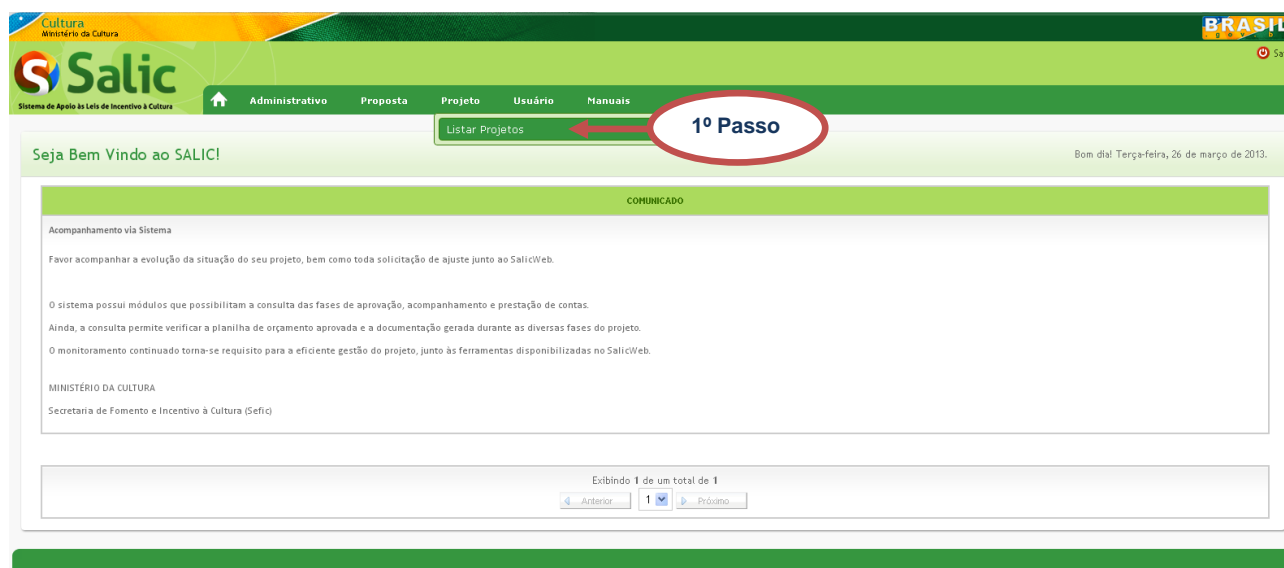 Cultura
Ministério da Cultura
BRASIL
Salic
Sistema de Apoio às Leis de Incentivo à Cultura
Administrativo Proposta Projeto Usuário Manuais
Listar Projetos
1º Passo
Seja Bem Vindo ao SALIC!
Bom dia! Terça-feira, 26 de março de 2013.
COMUNICADO
Acompanhamento via Sistema
Favor acompanhar a evolução da situação do seu projeto, bem como toda solicitação de ajuste junto ao SalicWeb.
O sistema possui módulos que possibilitam a consulta das fases de aprovação, acompanhamento e prestação de contas.
Ainda, a consulta permite verificar a planilha de orçamento aprovada e a documentação gerada durante as diversas fases do projeto.
O monitoramento continuado torna-se requisito para a eficiente gestão do projeto, junto às ferramentas disponibilizadas no SalicWeb.
MINISTÉRIO DA CULTURA
Secretaria de Fomento e Incentivo à Cultura (Sefic)
Exibindo 1 de um total de 1
Anterior 1 Próximo